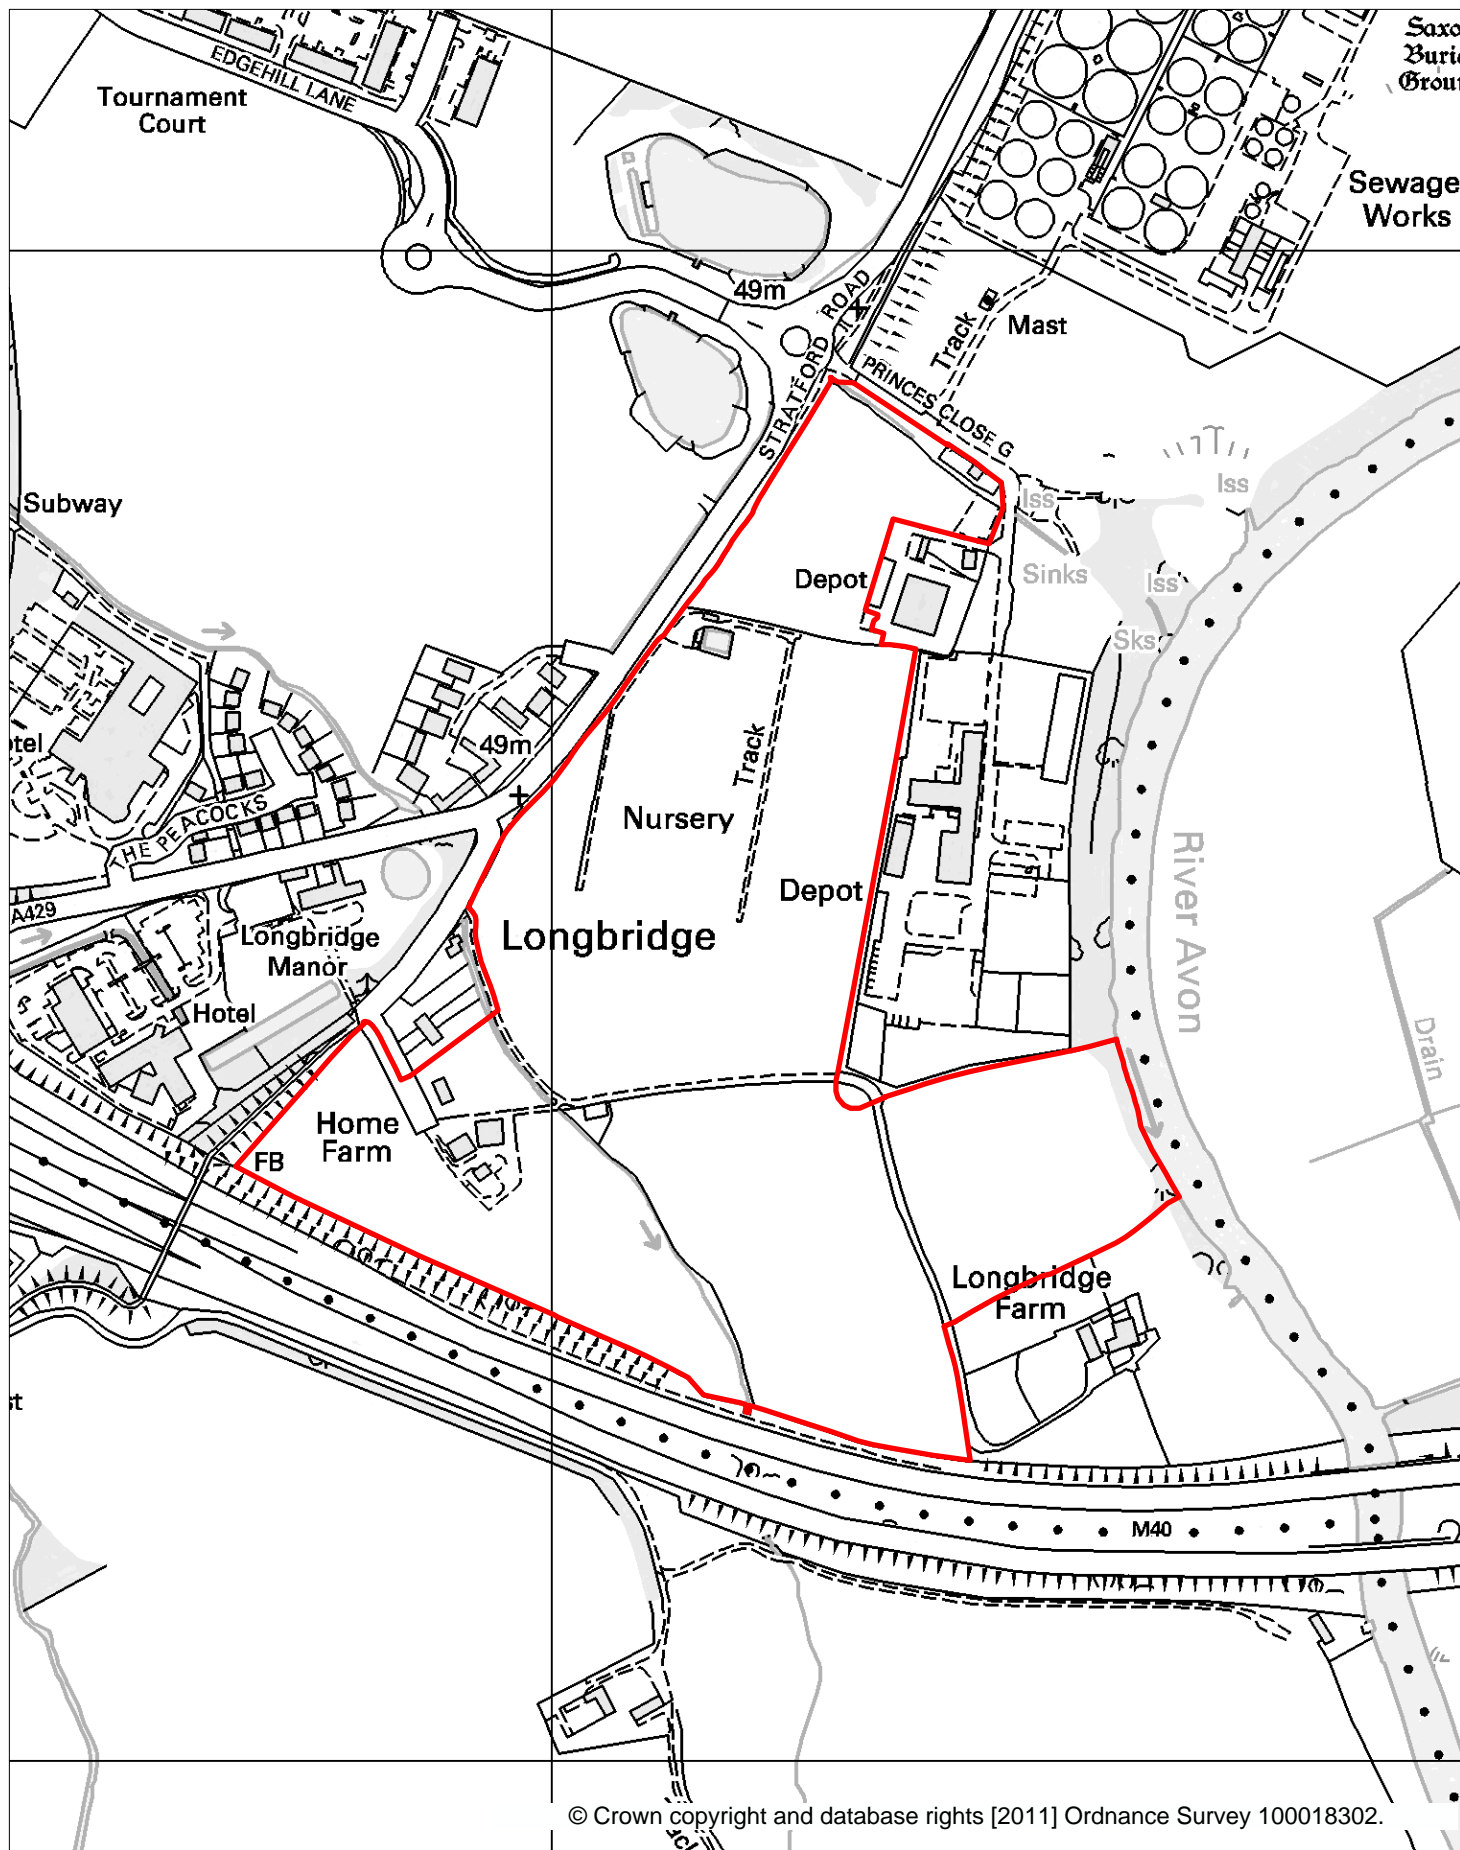 EDGEHILL LANE
Tournament
Court
Sewage
Works
49m
STRATFORD ROAD
Track
Mast
PRINCES CLOSE G
Subway
Iss
Iss
Sinks
Iss
Sks
Depot
49m
Track
Nursery
THE PEACOCKS
River Avon
Depot
A429
Longbridge
Longbridge
Manor
Hotel
Drain
Home
Farm
FB
Longbridge
Farm
M40
© Crown copyright and database rights [2011] Ordnance Survey 100018302.